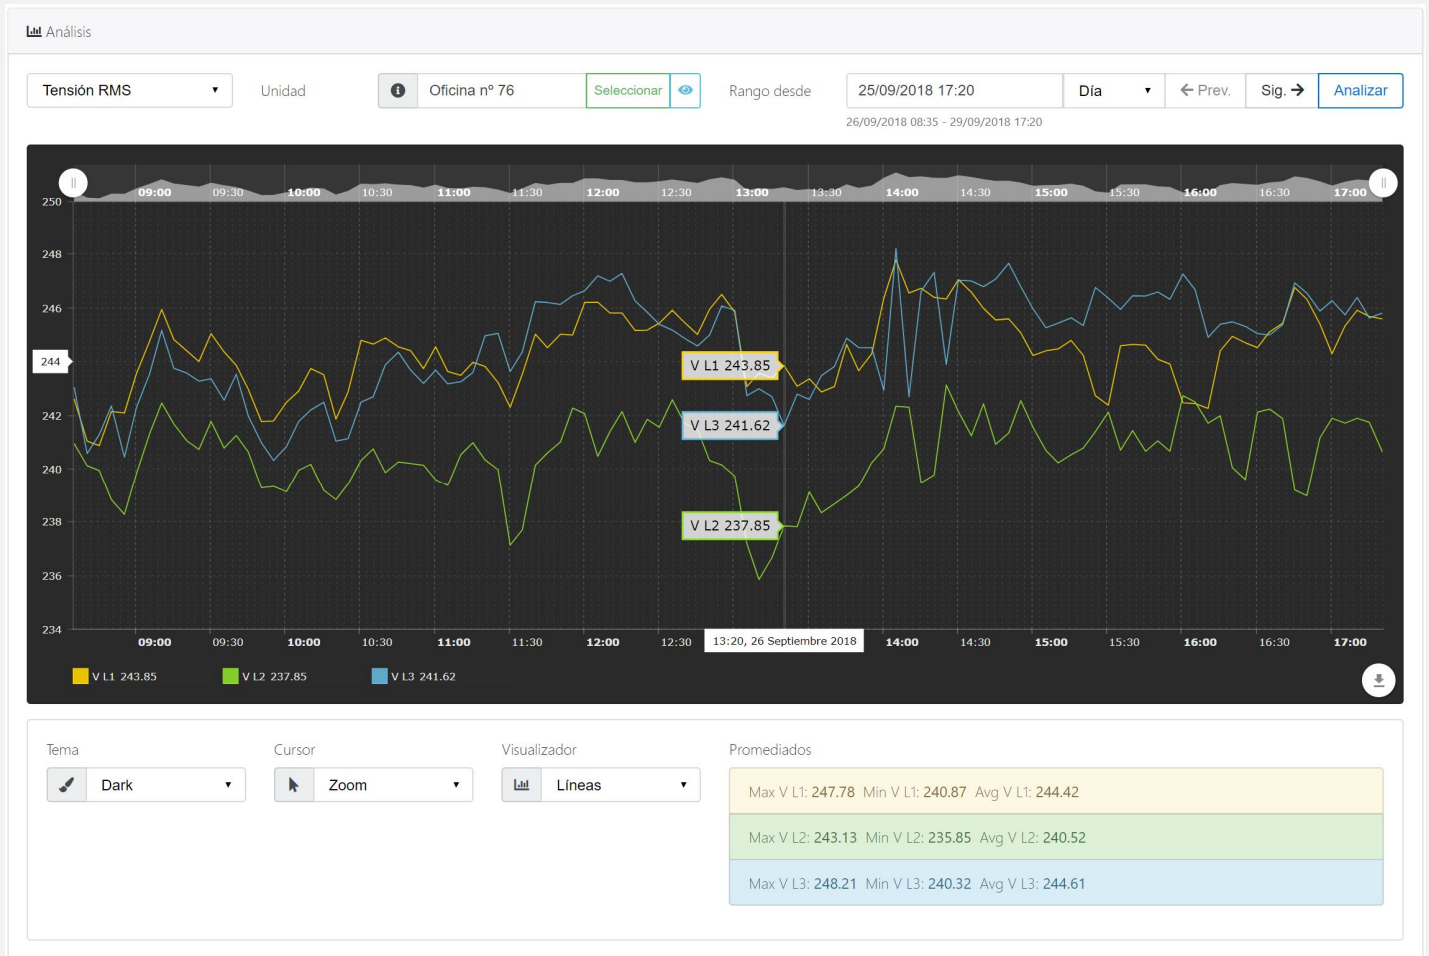 Análisis
Tensión RMS Unidad Oficina nº 76 Seleccionar Rango desde 25/09/2018 17:20 Día Prev. Sig. Analizar
26/09/2018 08:35 - 29/09/2018 17:20
09:00 09:30 10:00 10:30 11:00 11:30 12:00 12:30 13:00 13:30 14:00 14:30 15:00 15:30 16:00 16:30 17:00
250
248
246
244
V L1 243.85
242
V L3 241.62
240
238
V L2 237.85
236
234
09:00 09:30 10:00 10:30 11:00 11:30 12:00 12:30 13:20, 26 Septiembre 2018 14:00 14:30 15:00 15:30 16:00 16:30 17:00
V L1 243.85 V L2 237.85 V L3 241.62
Tema Cursor Visualizador Promediados
Dark Zoom Líneas
Max V L1: 247.78 Min V L1: 240.87 Avg V L1: 244.42
Max V L2: 243.13 Min V L2: 235.85 Avg V L2: 240.52
Max V L3: 248.21 Min V L3: 240.32 Avg V L3: 244.61